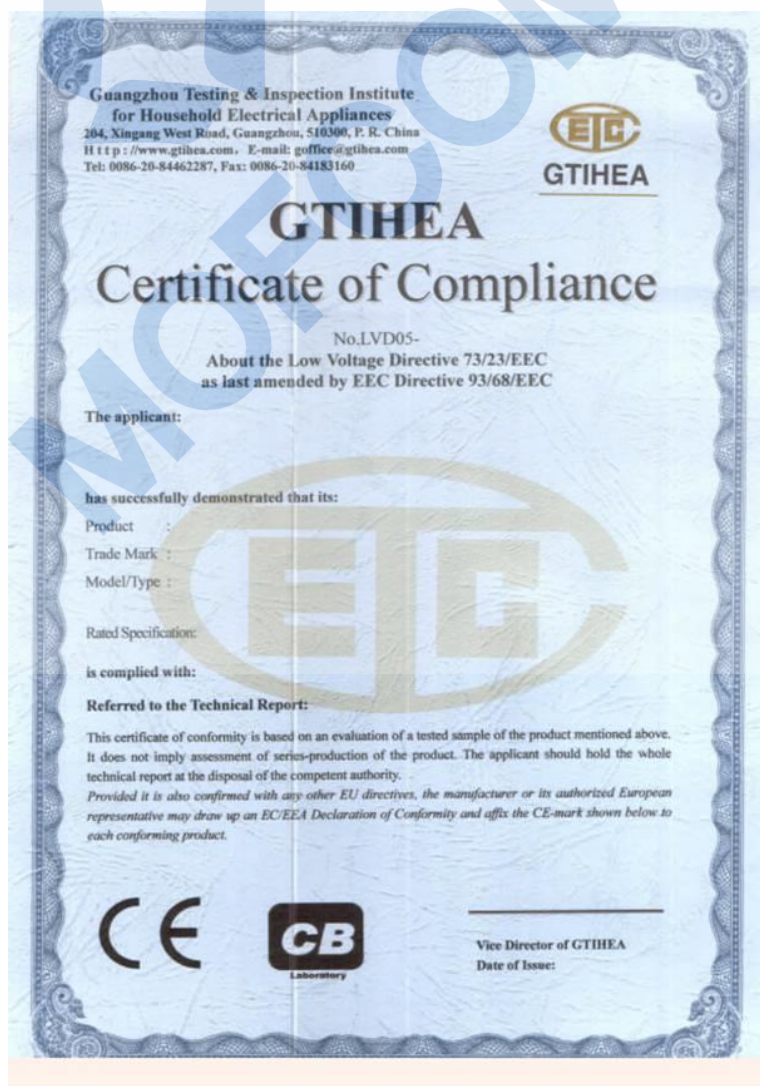 Guangzhou Testing & Inspection Institute
for Household Electrical Appliances
204, Xingang West Road, Guangzhou, 510300, P. R. China
Http://www.gtihea.com, E-mail: goffice@gtihea.com
Tel: 0086-20-84462287, Fax: 0086-20-84183160
ETC
GTIHEA
GTIHEA
Certificate of Compliance
No.LVD05-
About the Low Voltage Directive 73/23/EEC
as last amended by EEC Directive 93/68/EEC
The applicant:
has successfully demonstrated that its:
Product :
Trade Mark :
Model/Type :
Rated Specification:
is complied with:
Referred to the Technical Report:
This certificate of conformity is based on an evaluation of a tested sample of the product mentioned above.
It does not imply assessment of series-production of the product. The applicant should hold the whole
technical report at the disposal of the competent authority.
Provided it is also confirmed with any other EU directives, the manufacturer or its authorized European
representative may draw up an EC/EEA Declaration of Conformity and affix the CE-mark shown below to
each conforming product.
CE
CB
Laboratory
Vice Director of GTIHEA
Date of Issue:
ETC
MOFCOM